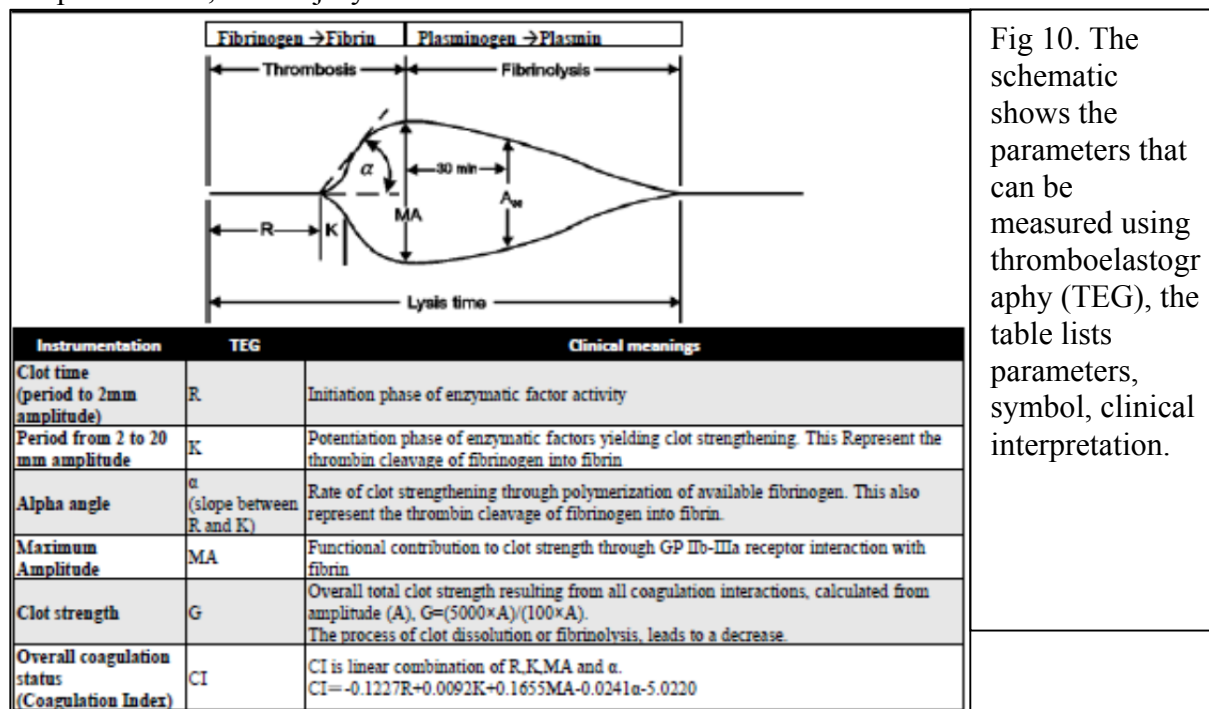 Fibrinogen →Fibrin Plasminogen →Plasmin
Thrombosis Fibrinolysis
α
30 min
MA
R K
Lysis time
Instrumentation TEG Clinical meanings
Clot time
(period to 2mm
amplitude)
R
Initiation phase of enzymatic factor activity
Period from 2 to 20
mm amplitude
K
Potentiation phase of enzymatic factors yielding clot strengthening. This Represent the
thrombin cleavage of fibrinogen into fibrin
Alpha angle
α
(slope between
R and K)
Rate of clot strengthening through polymerization of available fibrinogen. This also
represent the thrombin cleavage of fibrinogen into fibrin.
Maximum
Amplitude
MA
Functional contribution to clot strength through GP IIb-IIIa receptor interaction with
fibrin
Clot strength
G
Overall total clot strength resulting from all coagulation interactions, calculated from
amplitude (A), G=(5000×A)/(100×A).
The process of clot dissolution or fibrinolysis, leads to a decrease.
Overall coagulation
status
(Coagulation Index)
CI
CI is linear combination of R,K,MA and α.
CI=-0.1227R+0.0092K+0.1655MA-0.0241α-5.0220
Fig 10. The
schematic
shows the
parameters that
can be
measured using
thromboelastogr
aphy (TEG), the
table lists
parameters,
symbol, clinical
interpretation.